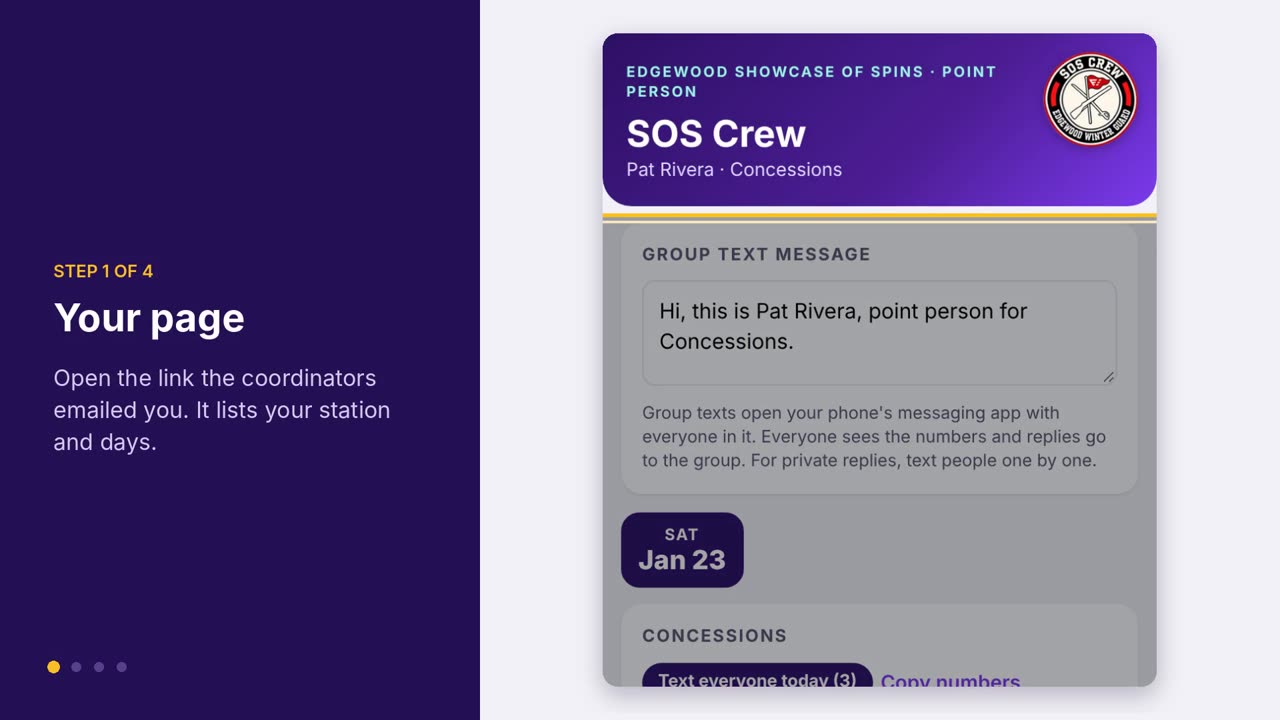 STEP 1 OF 4
Your page
Open the link the coordinators
emailed you. It lists your station
and days.
EDGEWOOD SHOWCASE OF SPINS · POINT
PERSON
SOS Crew
Pat Rivera · Concessions
SOS CREW
EDGEWOOD WINTER GUARD
GROUP TEXT MESSAGE
Hi, this is Pat Rivera, point person for
Concessions.
Group texts open your phone's messaging app with
everyone in it. Everyone sees the numbers and replies go
to the group. For private replies, text people one by one.
SAT
Jan 23
CONCESSIONS
Text everyone today (3) Copy numbers